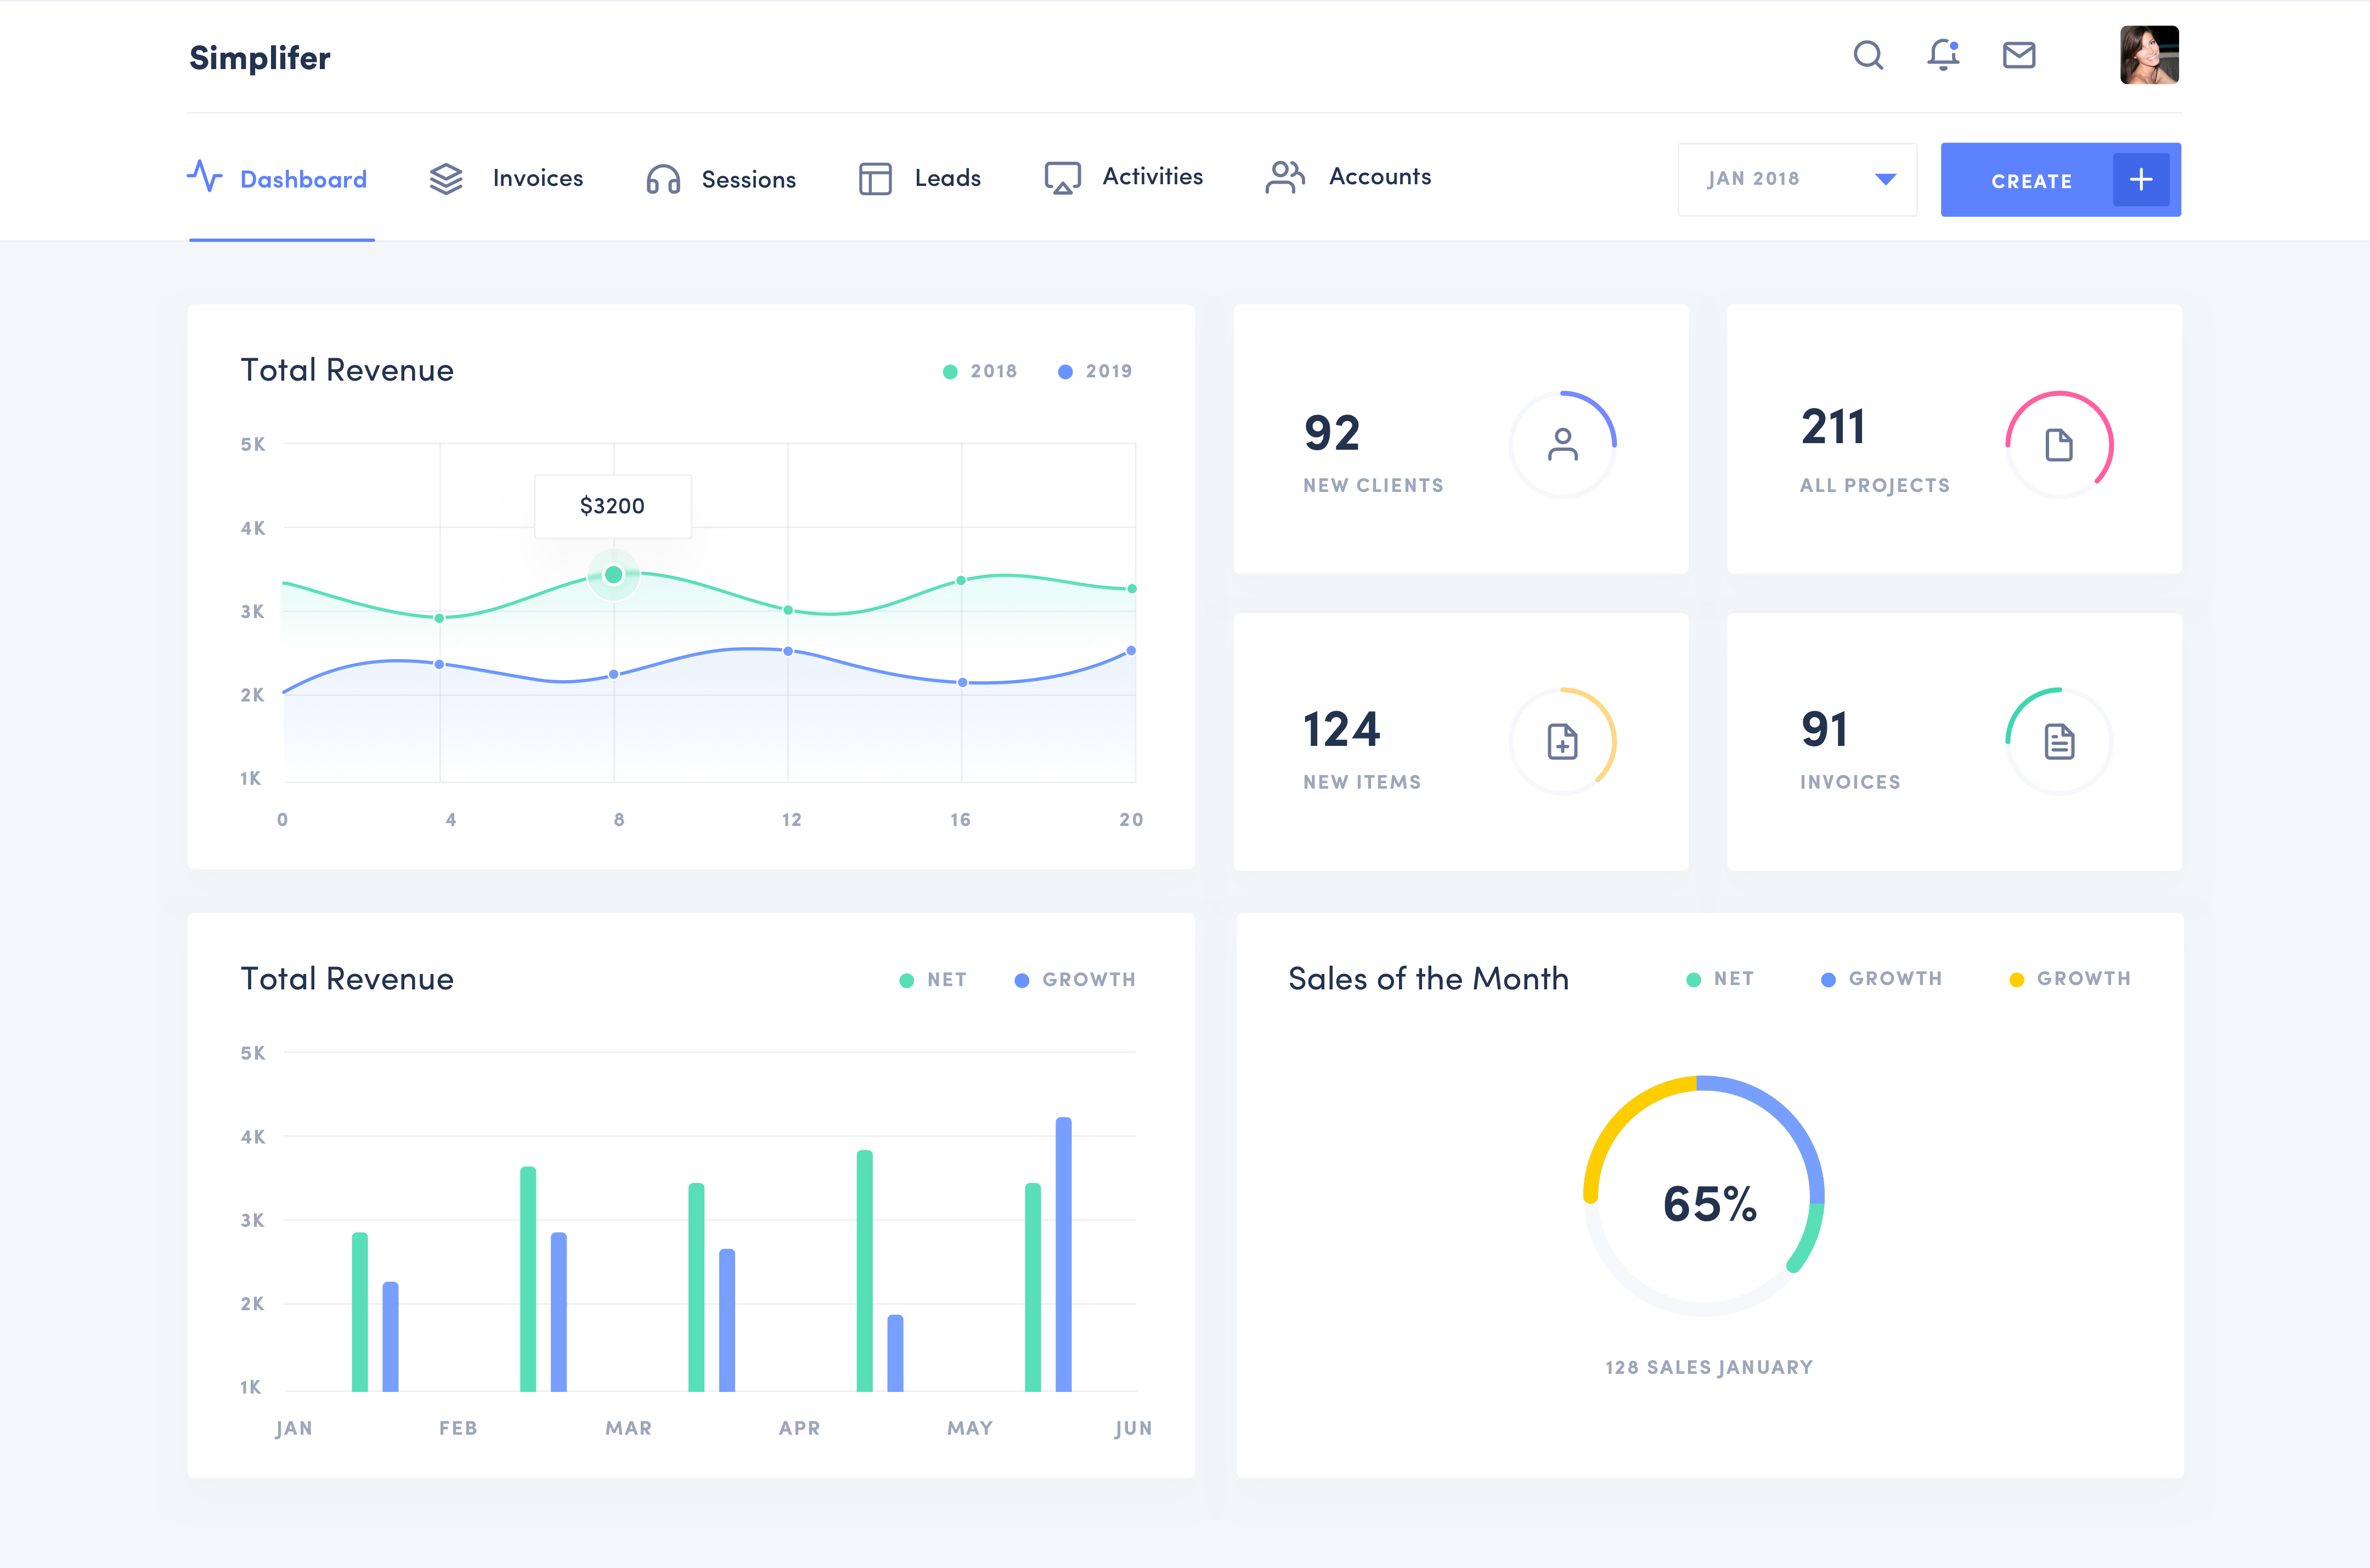 Simplifer
Dashboard
Invoices
Sessions
Leads
Activities
Accounts
JAN 2018
CREATE
Total Revenue
2018
2019
5K
4K
3K
2K
1K
$3200
0 4 8 12 16 20
92
NEW CLIENTS
211
ALL PROJECTS
124
NEW ITEMS
91
INVOICES
Total Revenue
NET
GROWTH
5K
4K
3K
2K
1K
JAN FEB MAR APR MAY JUN
Sales of the Month
NET
GROWTH
GROWTH
65%
128 SALES JANUARY